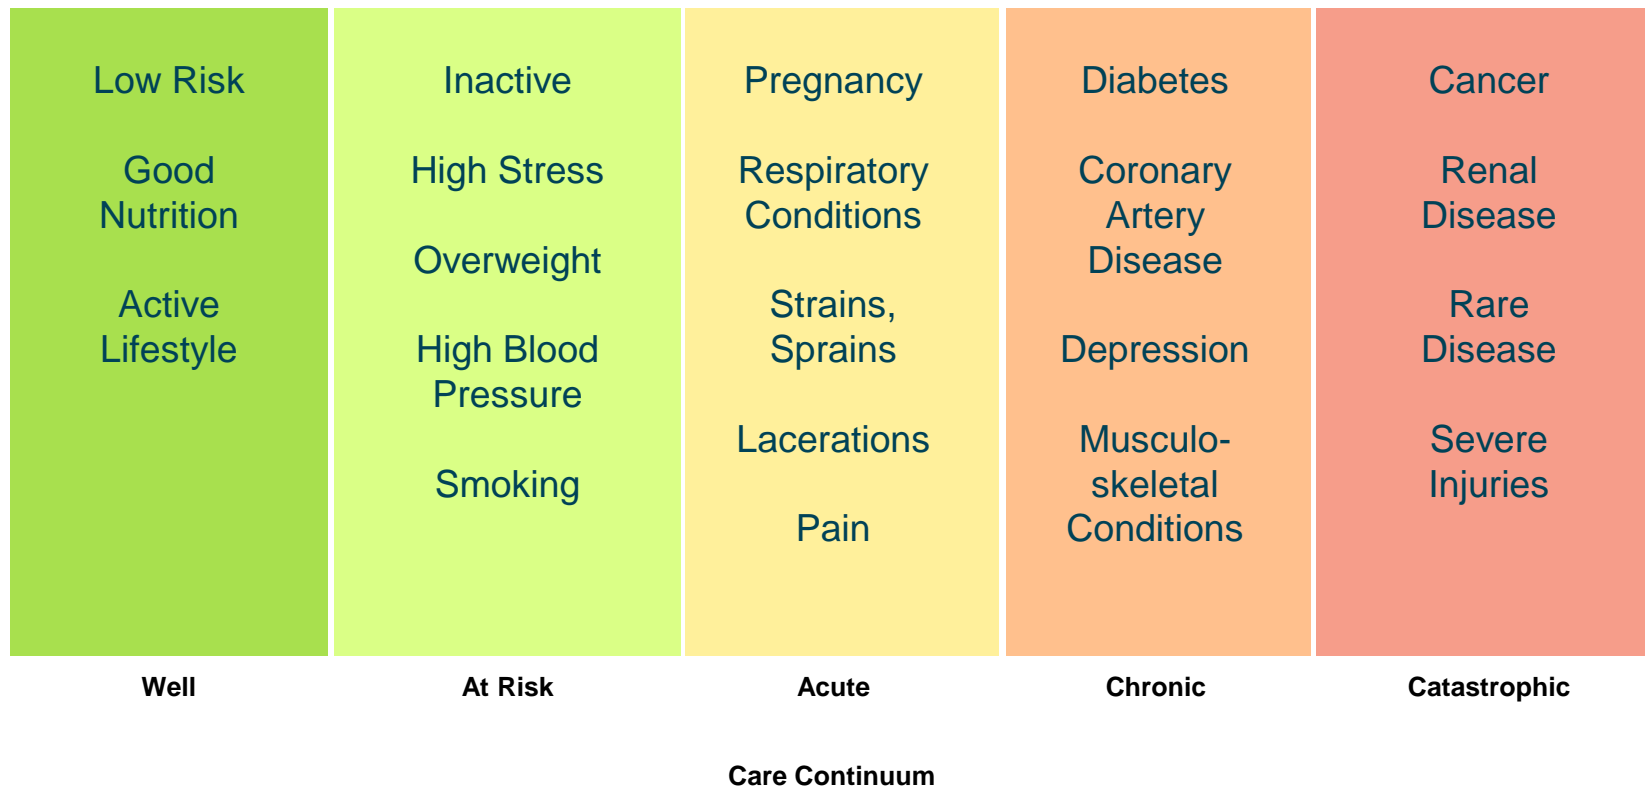 Low Risk
Good
Nutrition
Active
Lifestyle
Inactive
High Stress
Overweight
High Blood
Pressure
Smoking
Pregnancy
Respiratory
Conditions
Strains,
Sprains
Lacerations
Pain
Diabetes
Coronary
Artery
Disease
Depression
Musculo-
skeletal
Conditions
Cancer
Renal
Disease
Rare
Disease
Severe
Injuries
Well
At Risk
Acute
Chronic
Catastrophic
Care Continuum